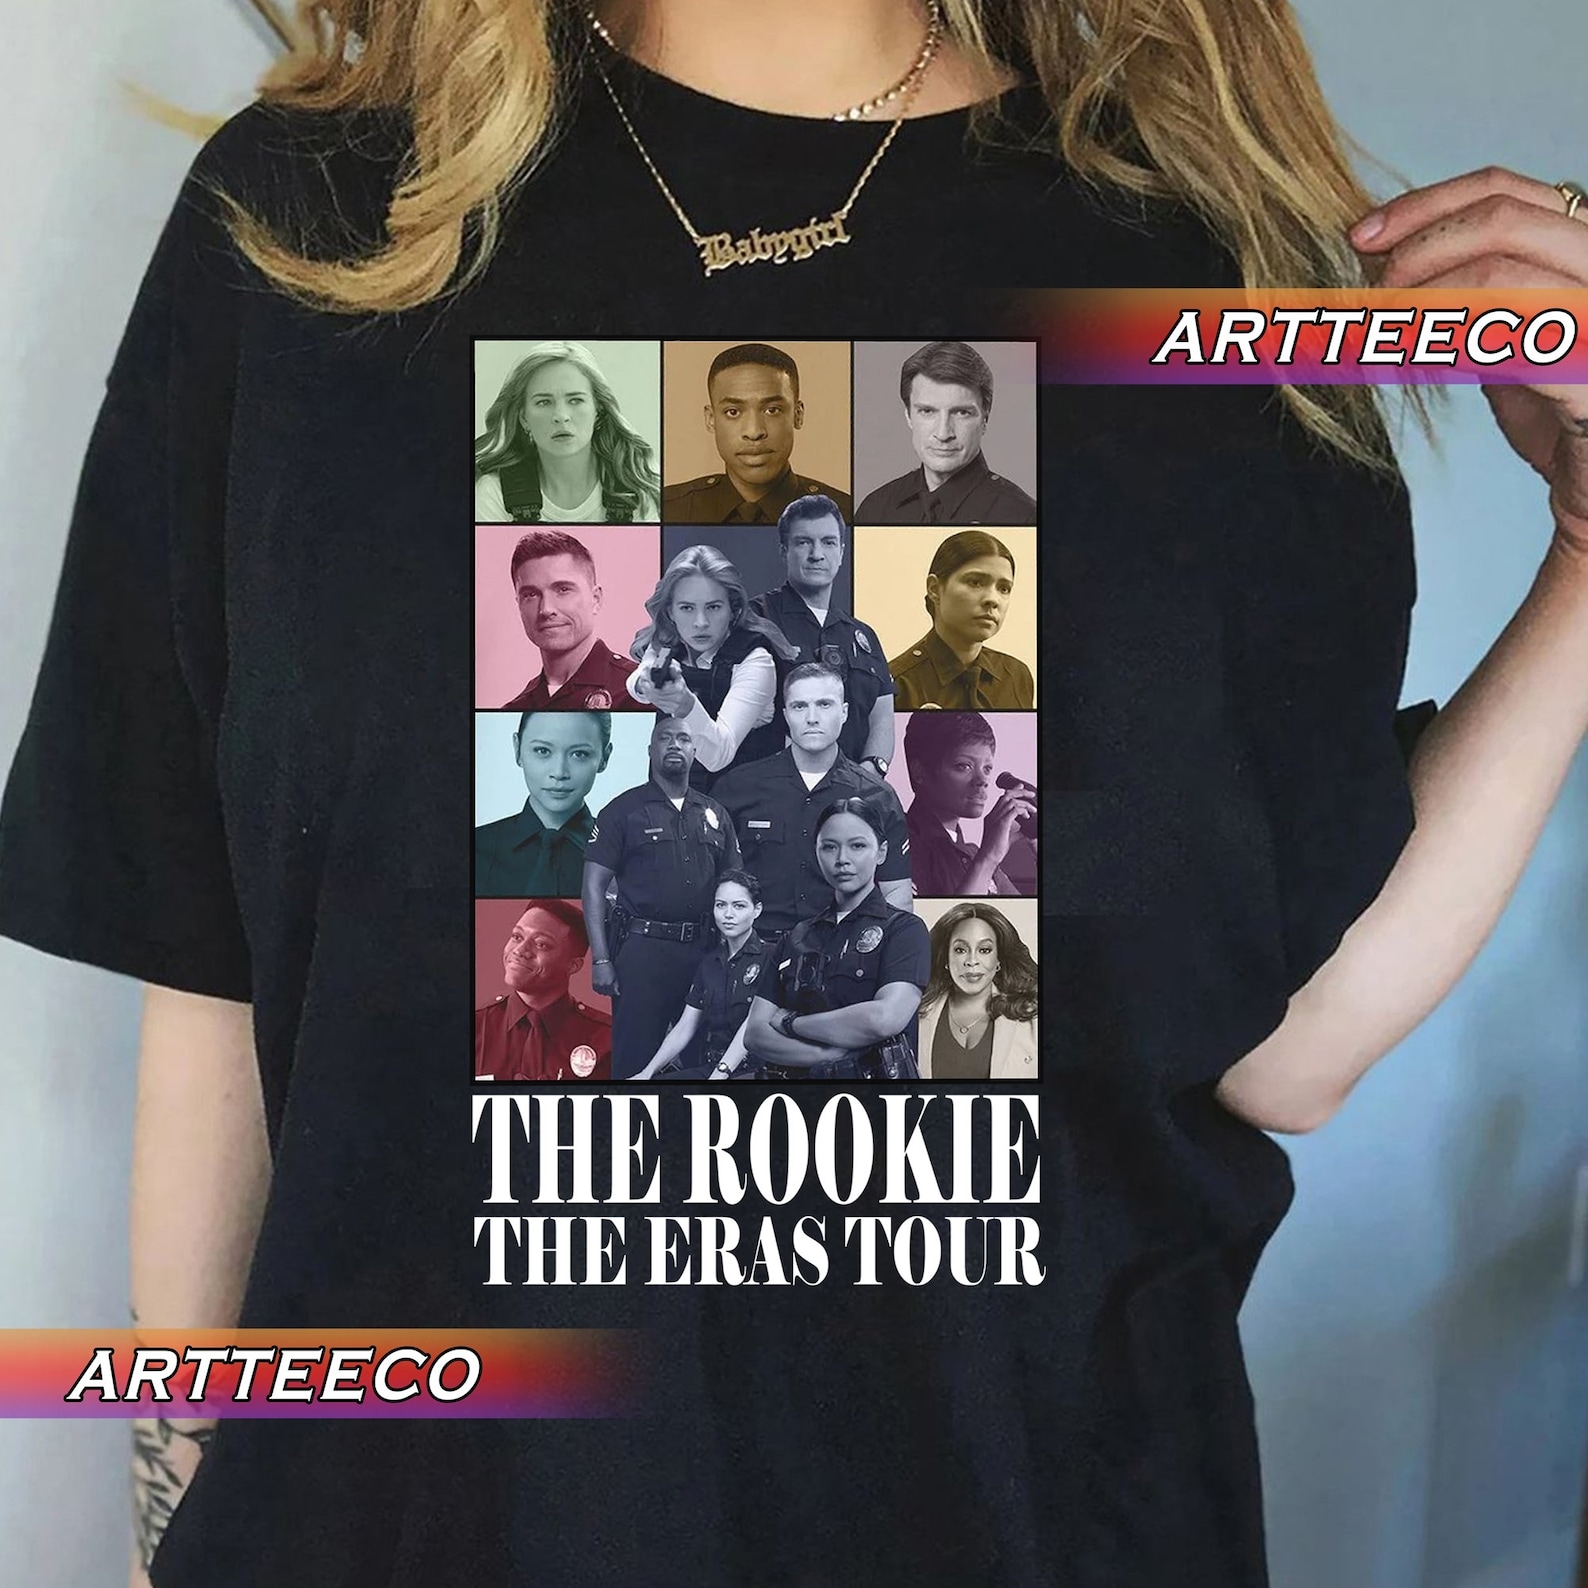 Babygirl
ARTTEECO
THE ROOKIE
THE ERAS TOUR
ARTTEECO